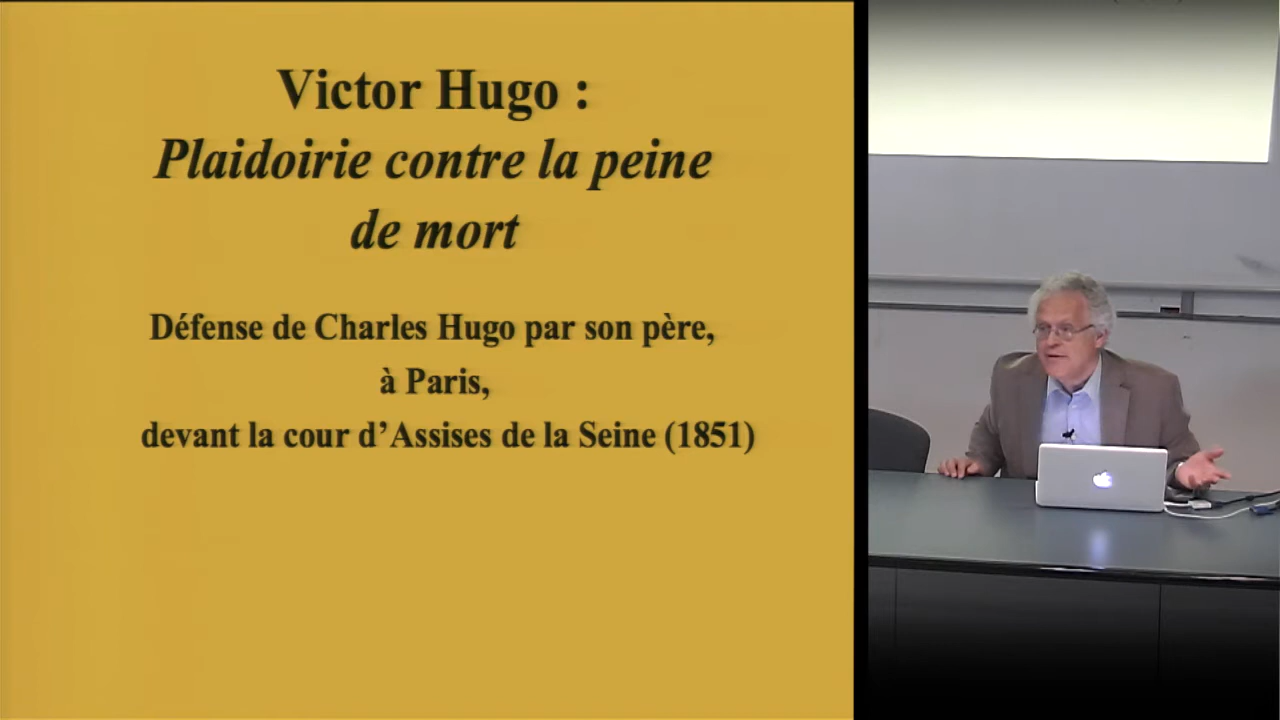 Victor Hugo :
Plaidoirie contre la peine
de mort
Défense de Charles Hugo par son père,
à Paris,
devant la cour d’Assises de la Seine (1851)